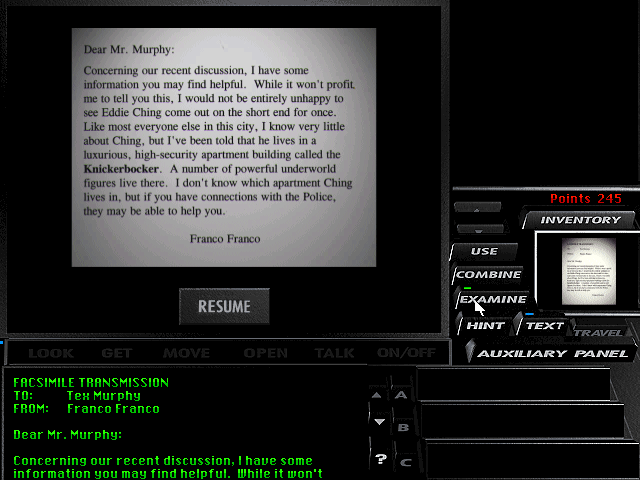 Dear Mr. Murphy:
Concerning our recent discussion, I have some
information you may find helpful. While it won't profit
me to tell you this, I would not be entirely unhappy to
see Eddie Ching come out on the short end for once.
Like most everyone else in this city, I know very little
about Ching, but I've been told that he lives in a
luxurious, high-security apartment building called the
Knickerbocker. A number of powerful underworld
figures live there. I don't know which apartment Ching
lives in, but if you have connections with the Police,
they may be able to help you.
Franco Franco
RESUME
Points 245
INVENTORY
USE
COMBINE
EXAMINE
HINT
TEXT
TRAVEL
AUXILIARY PANEL
LOOK GET MOVE OPEN TALK ON/OFF
FACSIMILE TRANSMISSION
TO: Tex Murphy
FROM: Franco Franco
Dear Mr. Murphy:
Concerning our recent discussion, I have some
information you may find helpful. While it won't
A
B
? C